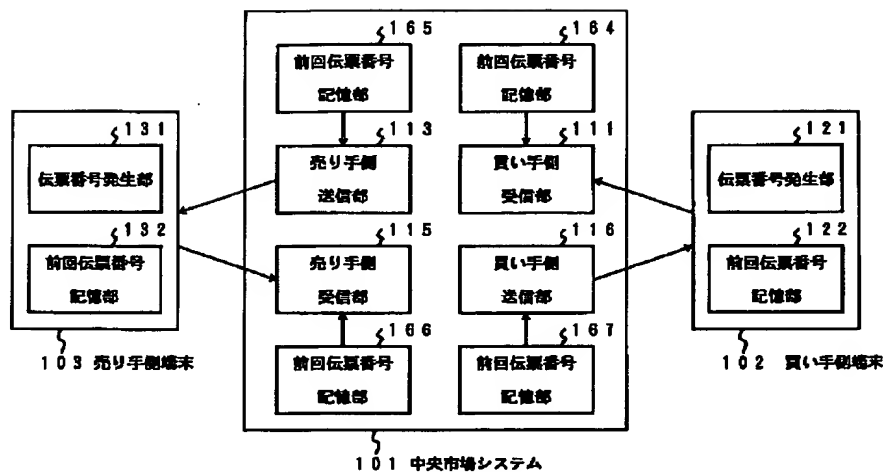 165
164
前回伝票番号
記憶部
前回伝票番号
記憶部
131
伝票番号発生部
113
売り手側
送信部
111
買い手側
受信部
121
伝票番号発生部
132
前回伝票番号
記憶部
115
売り手側
受信部
116
買い手側
送信部
122
前回伝票番号
記憶部
166
前回伝票番号
記憶部
167
前回伝票番号
記憶部
103 売り手側端末
102 買い手側端末
101 中央市場システム